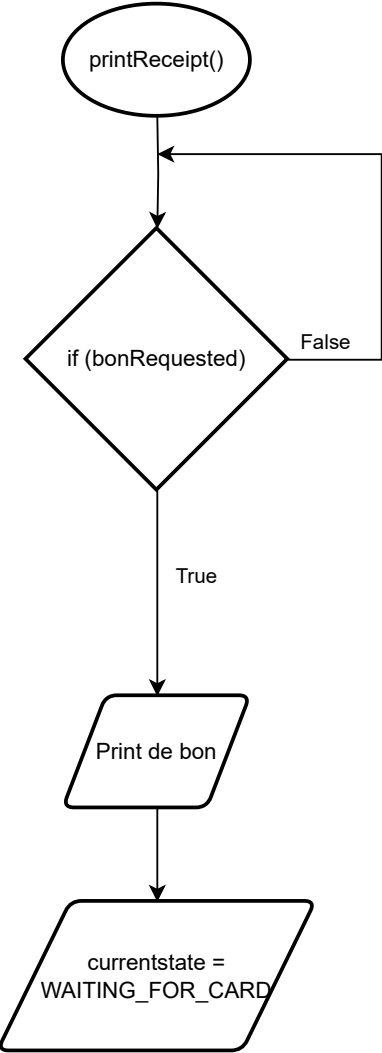 printReceipt()
if (bonRequested)
False
True
Print de bon
currentstate =
WAITING_FOR_CARD